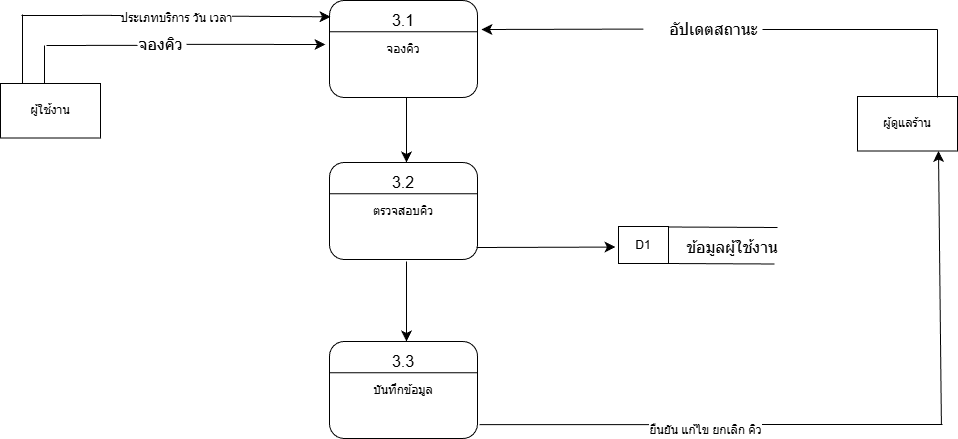 ประเภทบริการ วัน เวลา
3.1
จองคิว
จองคิว
อัปเดตสถานะ
ผู้ใช้งาน
ผู้ดูแลร้าน
3.2
ตรวจสอบคิว
D1
ข้อมูลผู้ใช้งาน
3.3
บันทึกข้อมูล
ยืนยัน แก้ไข ยกเลิก คิว